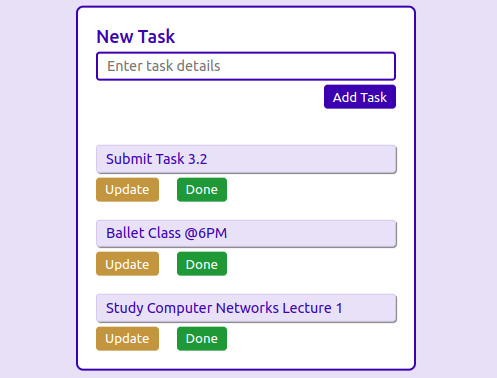 New Task
Enter task details
Add Task
Submit Task 3.2
Update Done
Ballet Class @6PM
Update Done
Study Computer Networks Lecture 1
Update Done